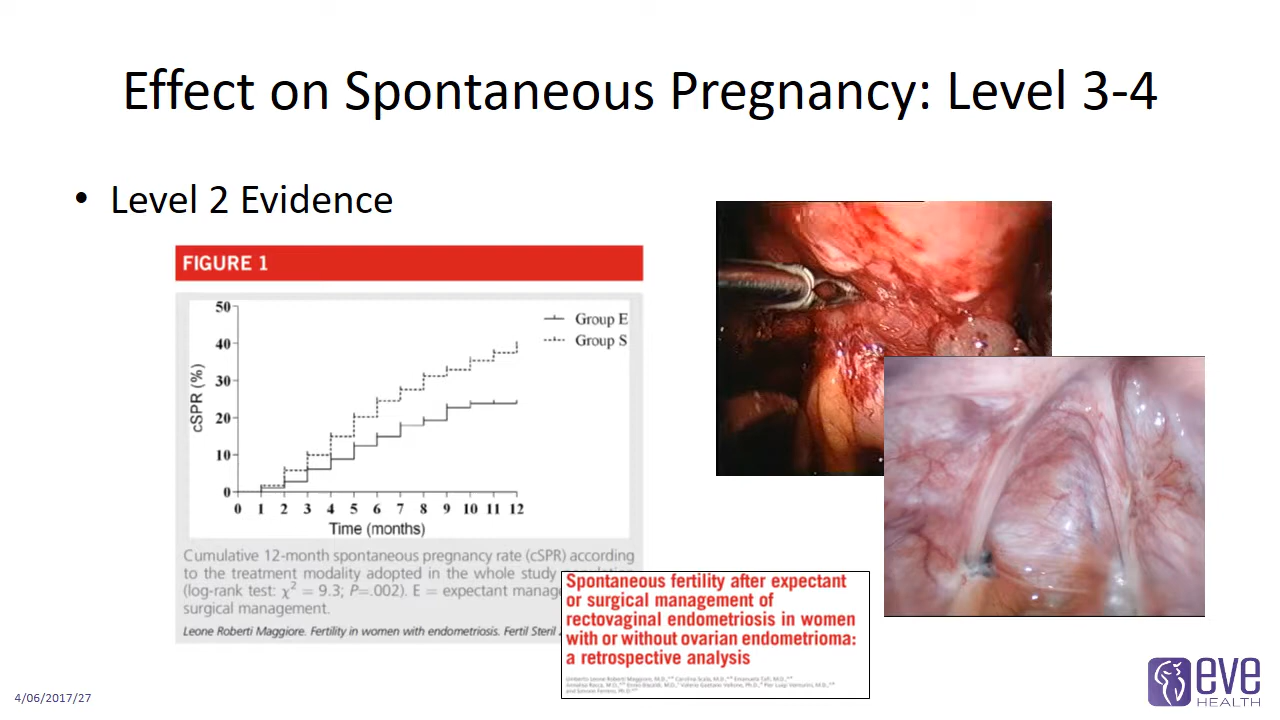 Effect on Spontaneous Pregnancy: Level 3-4
• Level 2 Evidence
FIGURE 1
50
40
30
20
10
0
cSPR (%)
Group E
Group S
0 1 2 3 4 5 6 7 8 9 10 11 12
Time (months)
Cumulative 12-month spontaneous pregnancy rate (cSPR) according
to the treatment modality adopted in the whole study
(log-rank test: χ² = 9.3; P=.002). E = expectant manage
surgical management.
Leone Roberti Maggiore. Fertility in women with endometriosis. Fertil Steril
Spontaneous fertility after expectant
or surgical management of
rectovaginal endometriosis in women
with or without ovarian endometrioma:
a retrospective analysis
4/06/2017/27
eve
HEALTH